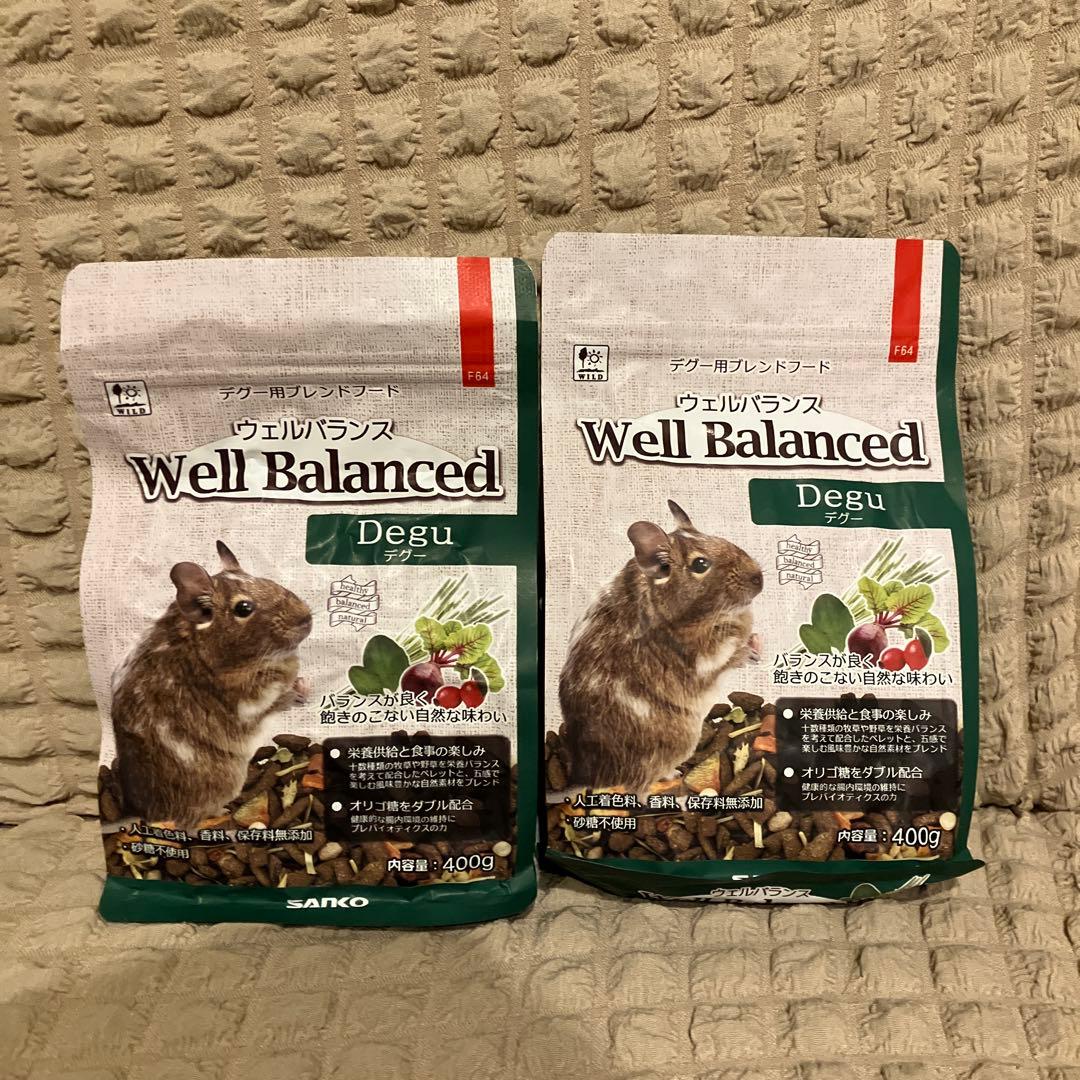 F64
WILD
デグー用ブレンドフード
ウェルバランス
Well Balanced
Degu
デグー
healthy
balanced
natural
バランスが良く
飽きのこない自然な味わい
● 栄養供給と食事の楽しみ
十数種類の牧草や野草を栄養バランス
を考えて配合したペレットと、五感で
楽しむ風味豊かな自然素材をブレンド
● オリゴ糖をダブル配合
健康的な腸内環境の維持に
プレバイオティクスの力
・人工着色料、香料、保存料無添加
・砂糖不使用
内容量:400g
SANKO
F64
WILD
デグー用ブレンドフード
ウェルバランス
Well Balanced
Degu
デグー
healthy
balanced
natural
バランスが良く
飽きのこない自然な味わい
● 栄養供給と食事の楽しみ
十数種類の牧草や野草を栄養バランス
を考えて配合したペレットと、五感で
楽しむ風味豊かな自然素材をブレンド
● オリゴ糖をダブル配合
健康的な腸内環境の維持に
プレバイオティクスの力
・人工着色料、香料、保存料無添加
・砂糖不使用
内容量:400g
ウェルバランス